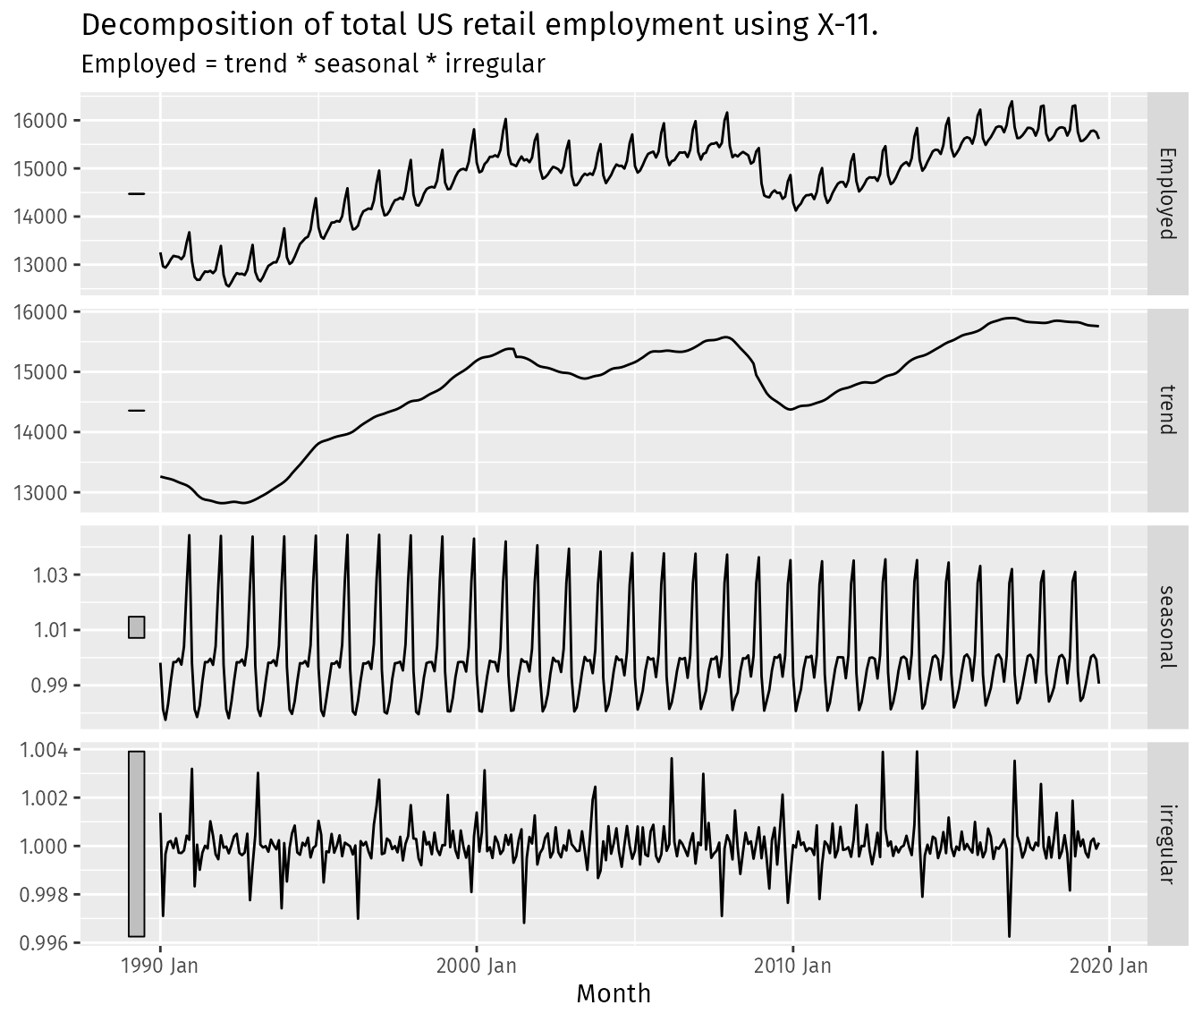 Decomposition of total US retail employment using X-11.
Employed = trend * seasonal * irregular
16000
15000
14000
13000
Employed
16000
15000
14000
13000
trend
1.03
1.01
0.99
seasonal
1.004
1.002
1.000
0.998
0.996
irregular
1990 Jan
2000 Jan
2010 Jan
2020 Jan
Month